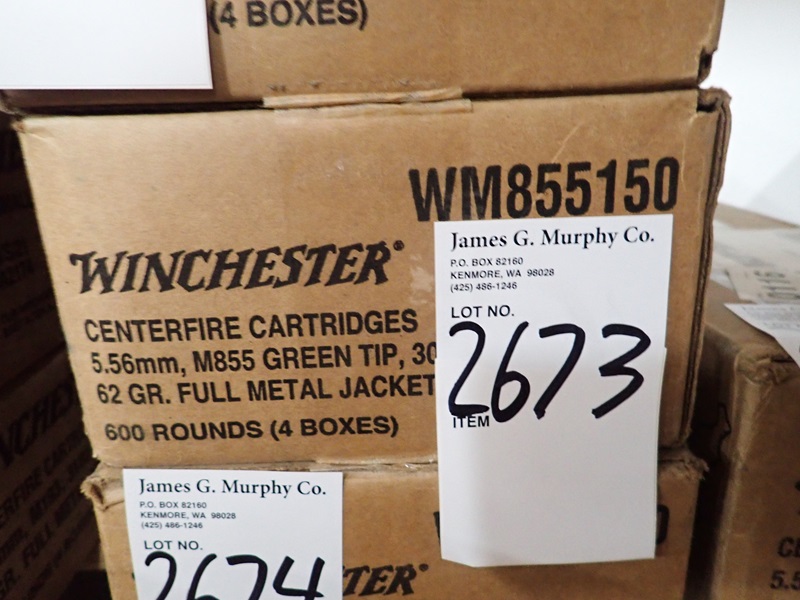 (4 BOXES)
WM855150
WINCHESTER®
CENTERFIRE CARTRIDGES
5.56mm, M855 GREEN TIP, 30
62 GR. FULL METAL JACKET
600 ROUNDS (4 BOXES)
James G. Murphy Co.
P.O. BOX 82160
KENMORE, WA 98028
(425) 486-1246
LOT NO.
2673
ITEM
James G. Murphy Co.
P.O. BOX 82160
KENMORE, WA 98028
(425) 486-1246
LOT NO.
2674